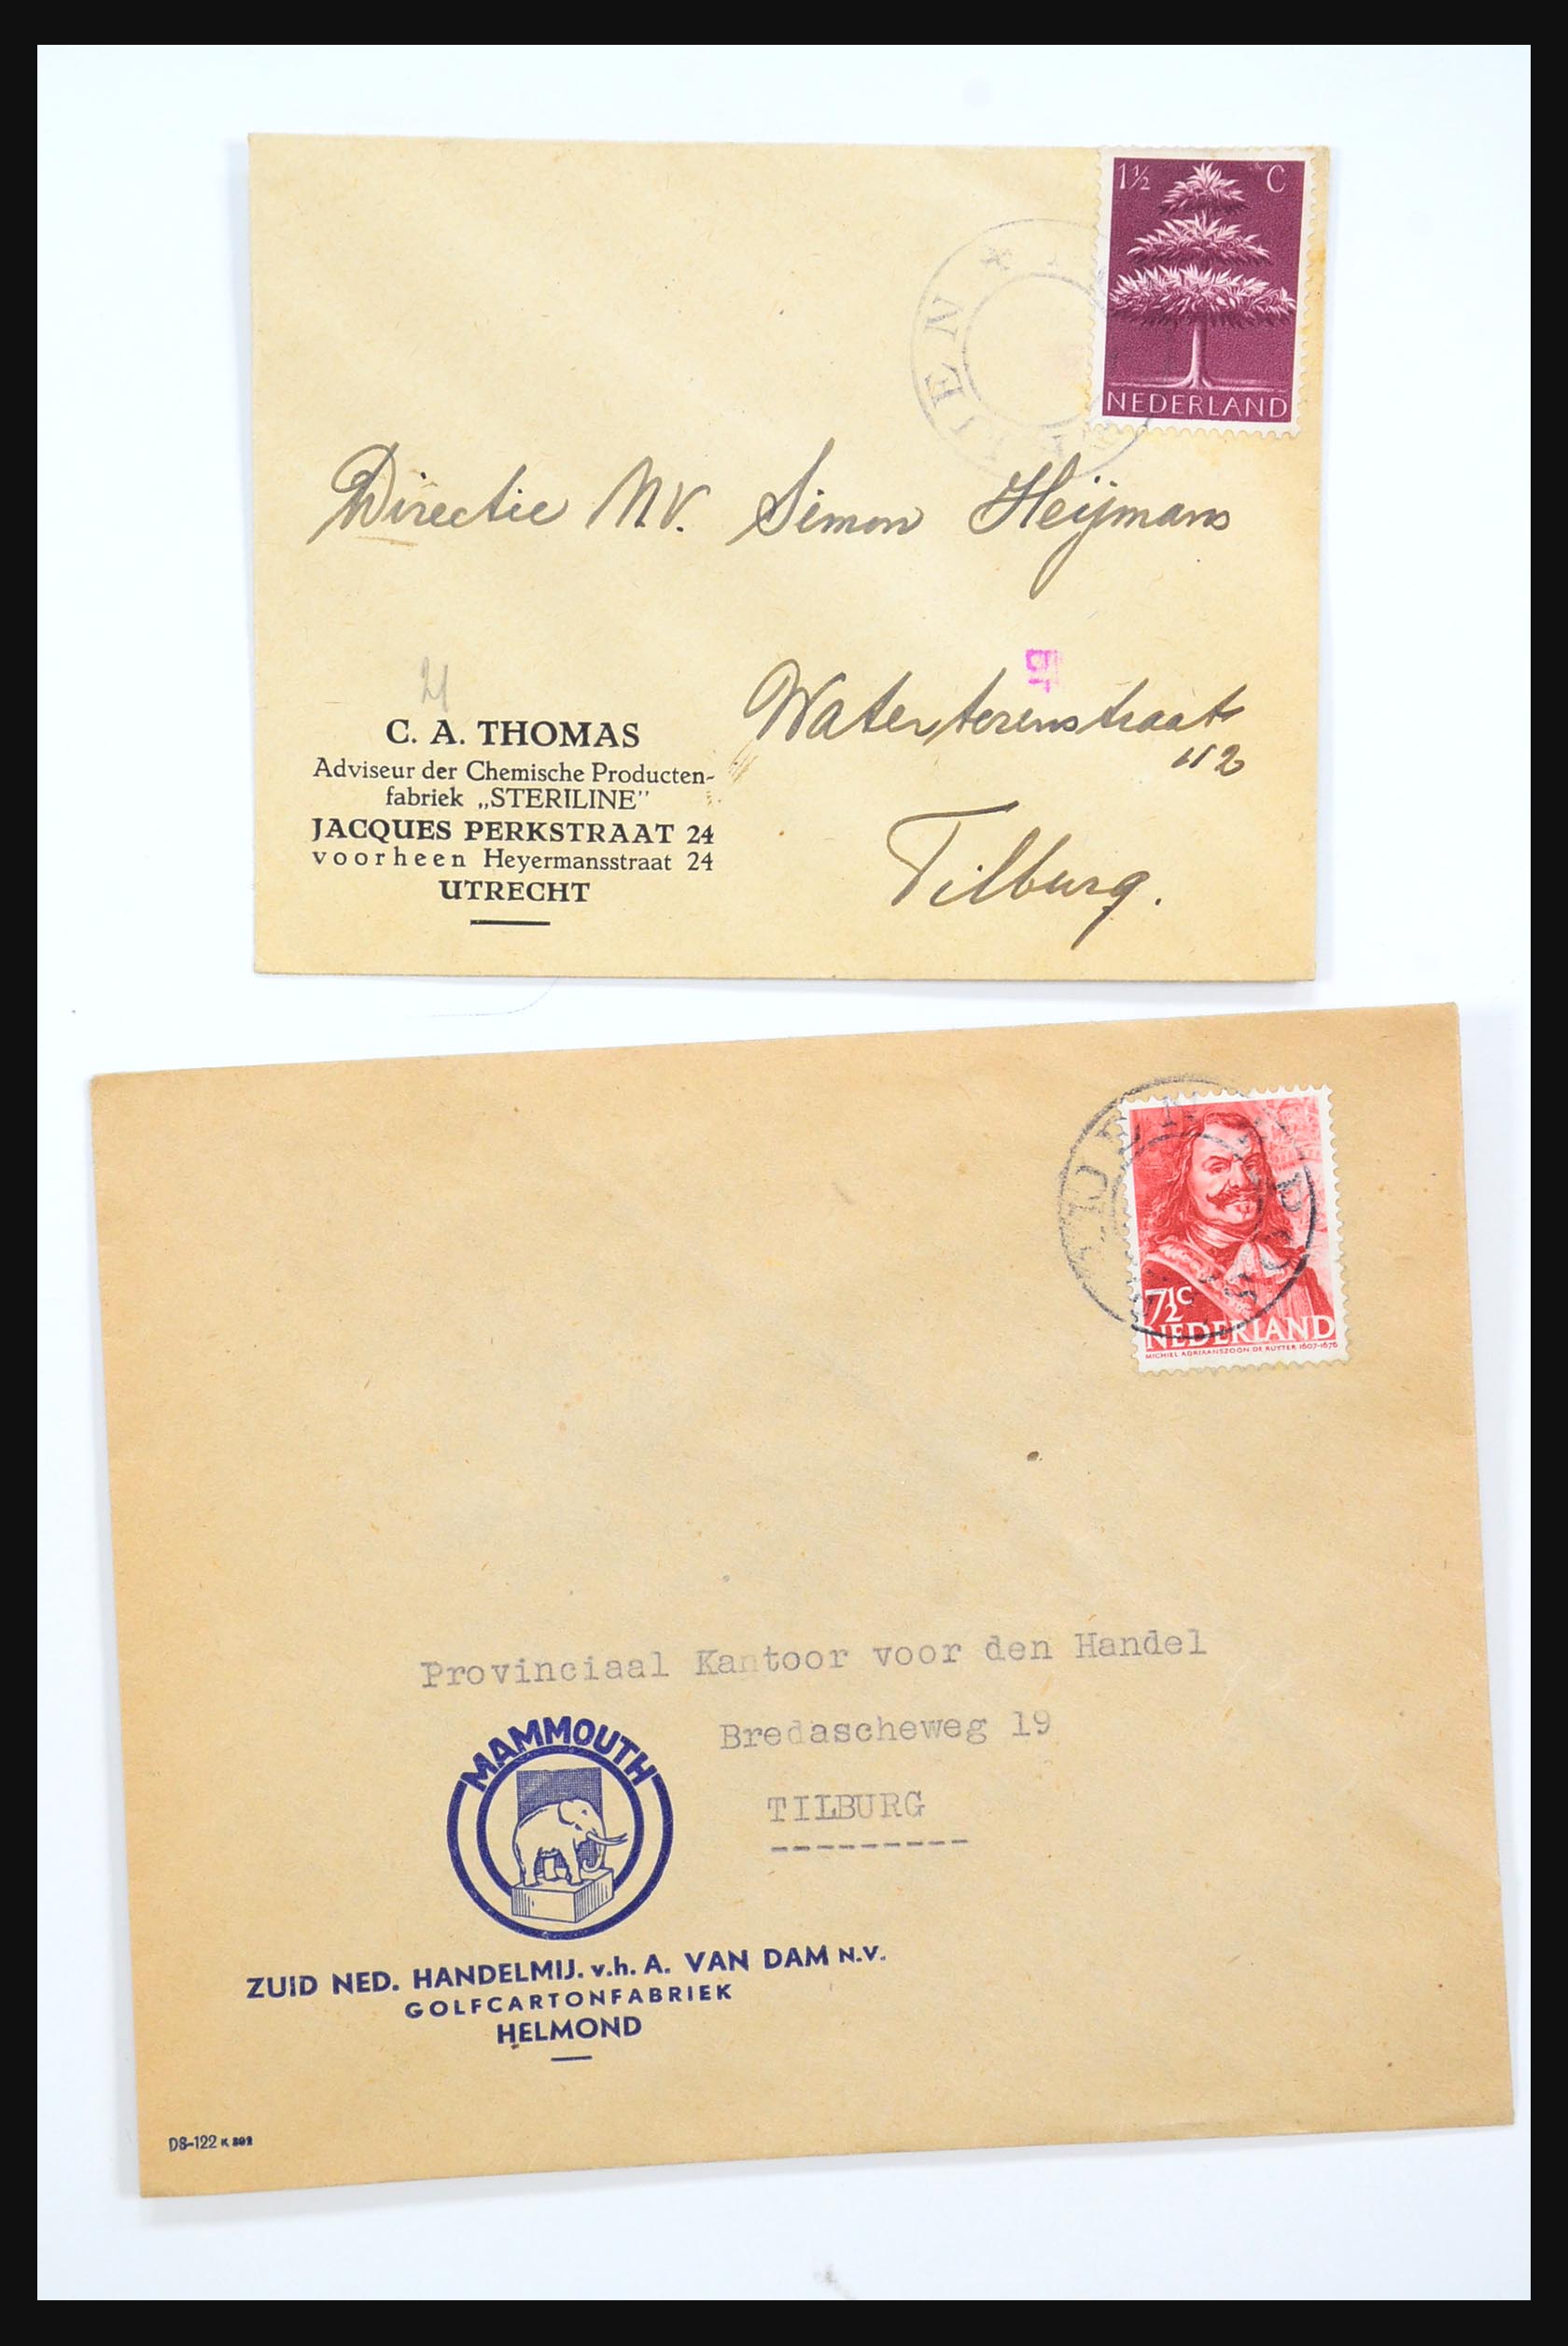 1½ C
NEDERLAND
Directie N.V. Simon Heijmans
21
C. A. THOMAS
Adviseur der Chemische Producten-
fabriek „STERILINE"
JACQUES PERKSTRAAT 24
voorheen Heyermansstraat 24
UTRECHT
112
Tilburg.
7½c
NEDERLAND
MICHIEL ADRIAANSZOON DE RUYTER 1607-1676
Provinciaal Kantoor voor den Handel
Bredascheweg 19
TILBURG
---------
MAMMOUTH
ZUID NED. HANDELMIJ. v.h. A. VAN DAM N.V.
GOLFCARTONFABRIEK
HELMOND
DS-122